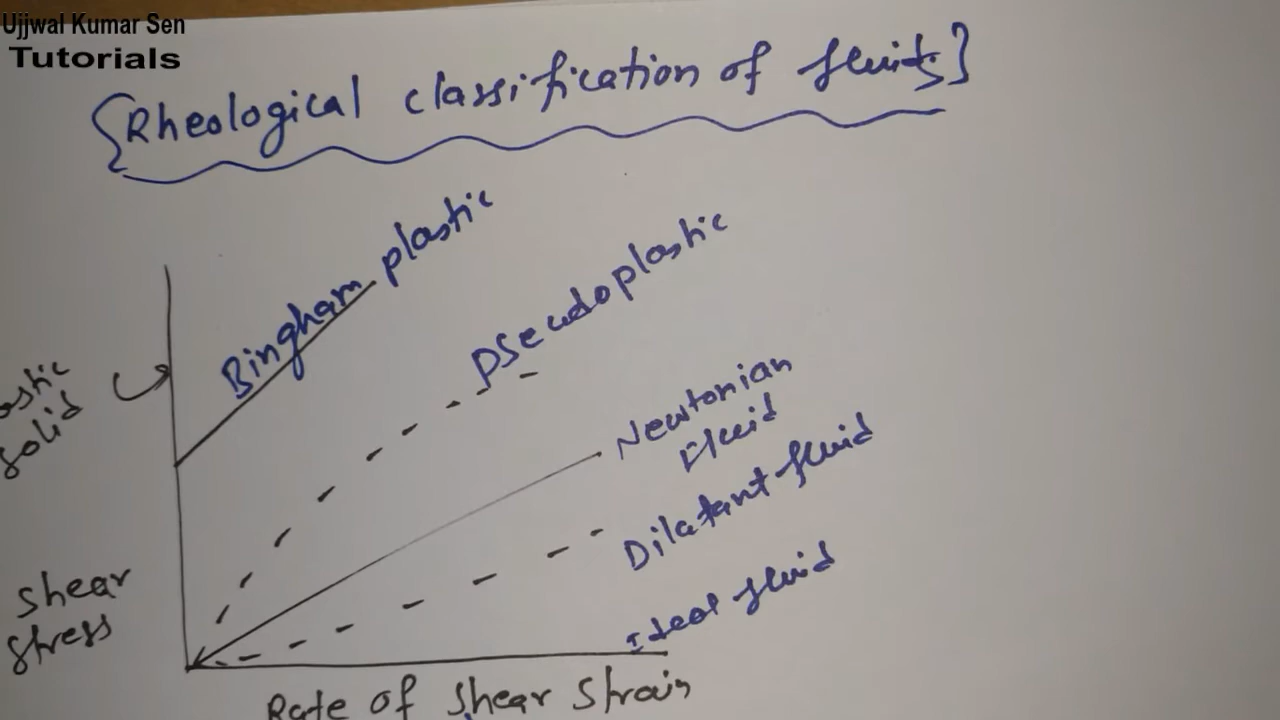 Ujjwal Kumar Sen
Tutorials
{Rheological classification of fluids}
Bingham plastic
Pseudoplastic
Newtonian
Fluid
Dilatant fluid
Ideal fluid
solid
Shear
Stress
Rate of Shear Strain